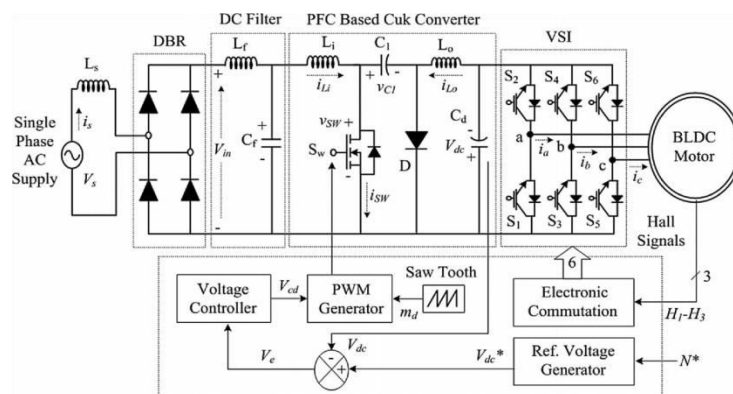 DC Filter
PFC Based Cuk Converter
DBR
VSI
Ls
Lf
Li
C1
Lo
S2
S4
S6
+
+
-
iLi
vC1
iLo
is
Single
Phase
AC
Supply
Vs
Vin
Cf
+
-
vSW +
Sw
-
iSW
D
Cd
-
Vdc
+
a
b
c
ia
ib
ic
BLDC
Motor
S1
S3
S5
-
Hall
Signals
6
3
Voltage
Controller
Vcd
PWM
Generator
Saw Tooth
md
Electronic
Commutation
H1-H3
Ve
-
+
Vdc
Vdc*
Ref. Voltage
Generator
N*